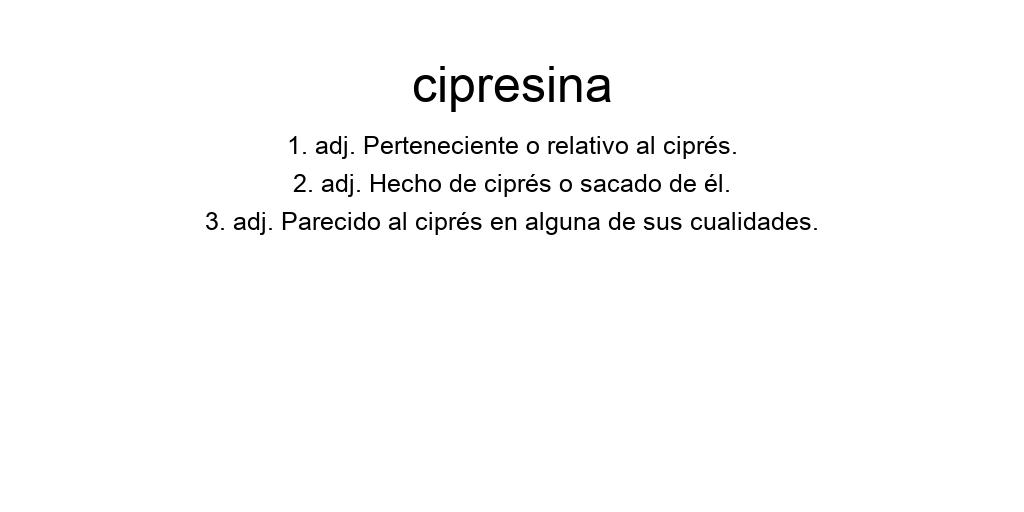 cipresina
1. adj. Perteneciente o relativo al ciprés.
2. adj. Hecho de ciprés o sacado de él.
3. adj. Parecido al ciprés en alguna de sus cualidades.